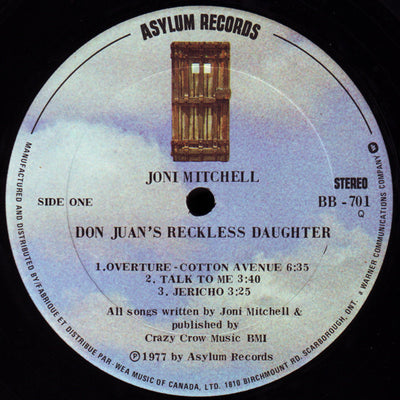 ASYLUM RECORDS
JONI MITCHELL
SIDE ONE
STEREO
BB-701
Q
DON JUAN'S RECKLESS DAUGHTER
1.OVERTURE-COTTON AVENUE 6:35
2. TALK TO ME 3:40
3. JERICHO 3:25
All songs written by Joni Mitchell &
published by
Crazy Crow Music BMI
Ⓟ1977 by Asylum Records
MANUFACTURED AND DISTRIBUTED BY/FABRIQUE ET DISTRIBUE PAR-WEA MUSIC OF CANADA, LTD. 1810 BIRCHMOUNT RD. SCARBOROUGH, ONT. A WARNER COMMUNICATIONS COMPANY